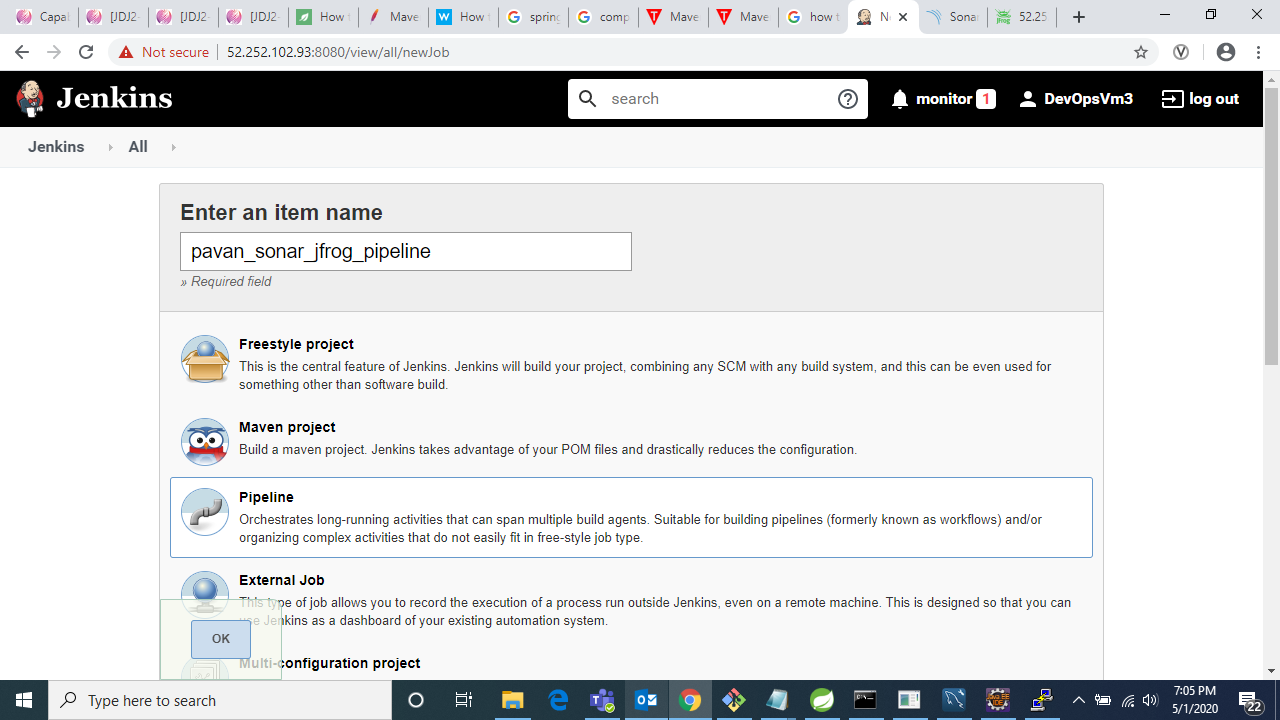 Capal
[JDJ2-
[JDJ2-
[JDJ2-
How t
Mave
How t
spring
comp
Mave
Mave
how t
Ne
Sonar
52.25
Not secure
52.252.102.93:8080/view/all/newJob
Jenkins
search
monitor 1
DevOpsVm3
log out
Jenkins
All
Enter an item name
pavan_sonar_jfrog_pipeline
» Required field
Freestyle project
This is the central feature of Jenkins. Jenkins will build your project, combining any SCM with any build system, and this can be even used for
something other than software build.
Maven project
Build a maven project. Jenkins takes advantage of your POM files and drastically reduces the configuration.
Pipeline
Orchestrates long-running activities that can span multiple build agents. Suitable for building pipelines (formerly known as workflows) and/or
organizing complex activities that do not easily fit in free-style job type.
External Job
This type of job allows you to record the execution of a process run outside Jenkins, even on a remote machine. This is designed so that you can
use Jenkins as a dashboard of your existing automation system.
OK
Multi-configuration project
Type here to search
7:05 PM
5/1/2020
22